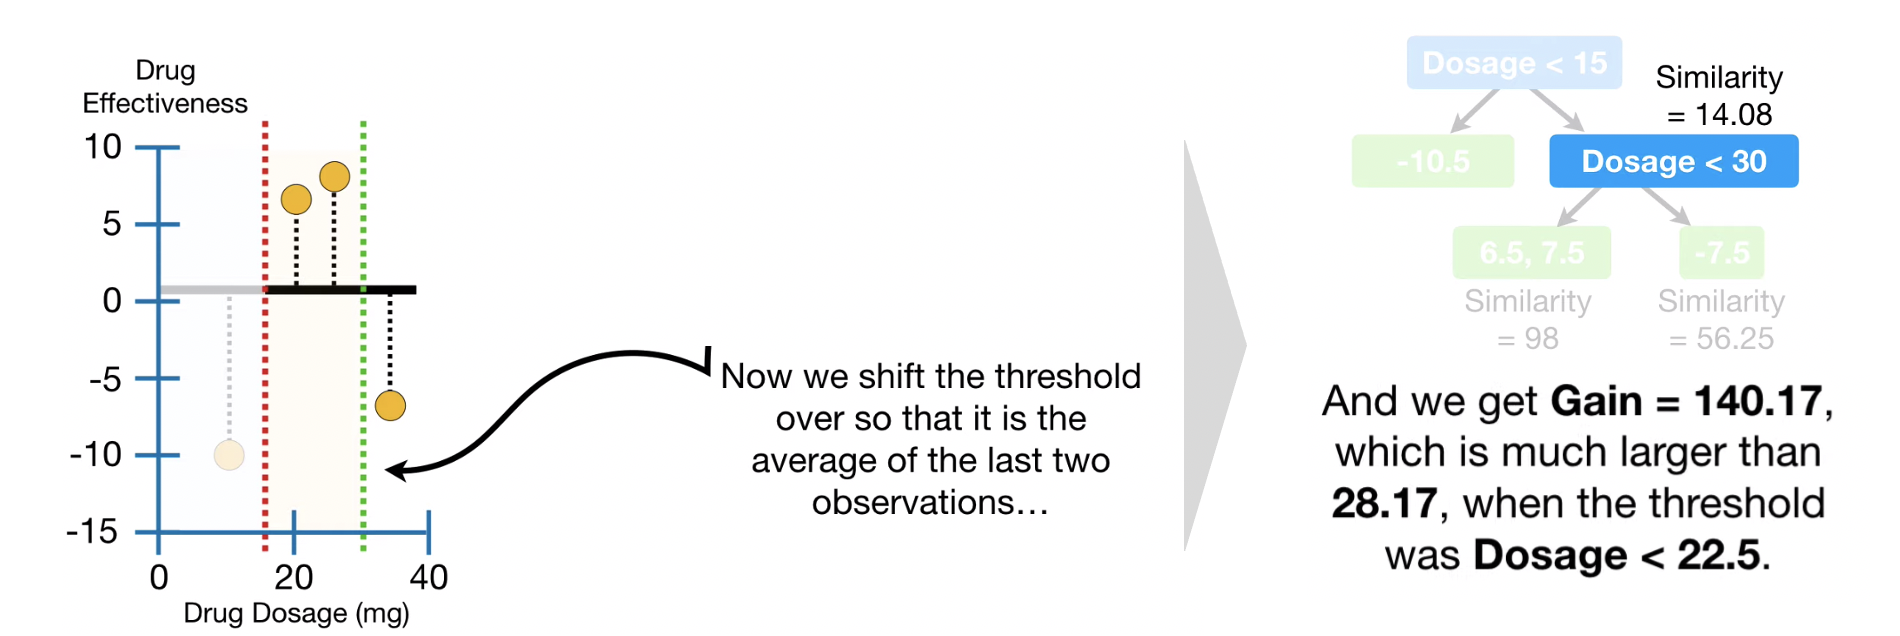 Drug
Effectiveness
10
5
0
-5
-10
-15
0 20 40
Drug Dosage (mg)
Now we shift the threshold
over so that it is the
average of the last two
observations…
Dosage < 15
Similarity
= 14.08
-10.5
Dosage < 30
6.5, 7.5
-7.5
Similarity
= 98
Similarity
= 56.25
And we get Gain = 140.17,
which is much larger than
28.17, when the threshold
was Dosage < 22.5.